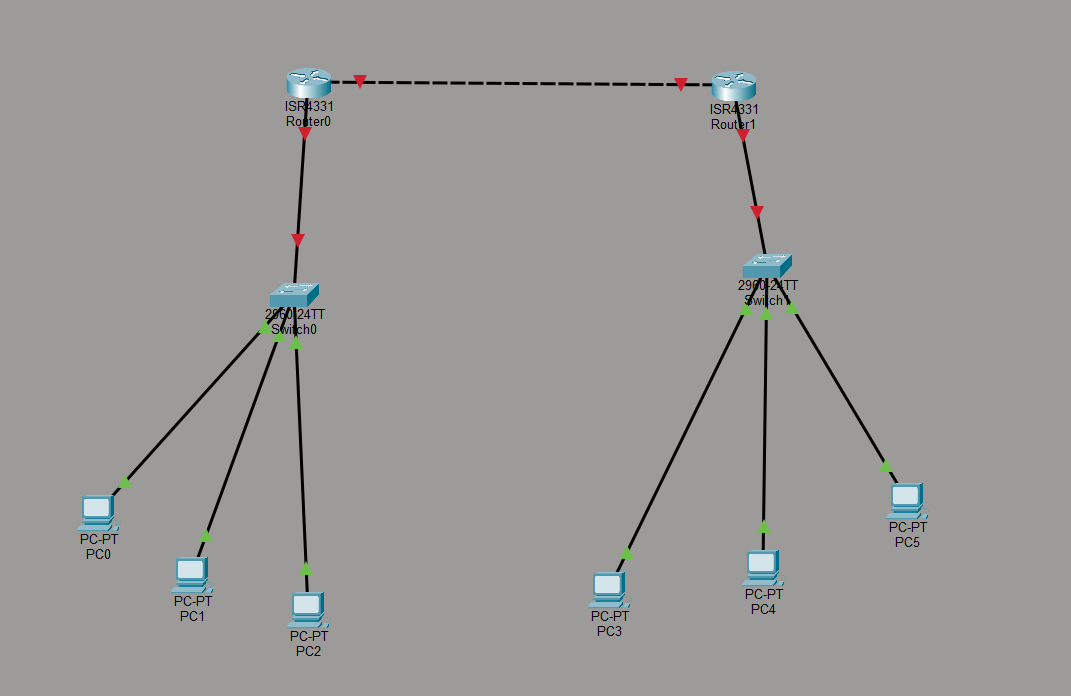 ISR4331
Router0
ISR4331
Router1
2960-24TT
Switch0
2960-24TT
Switch1
PC-PT
PC0
PC-PT
PC1
PC-PT
PC2
PC-PT
PC3
PC-PT
PC4
PC-PT
PC5